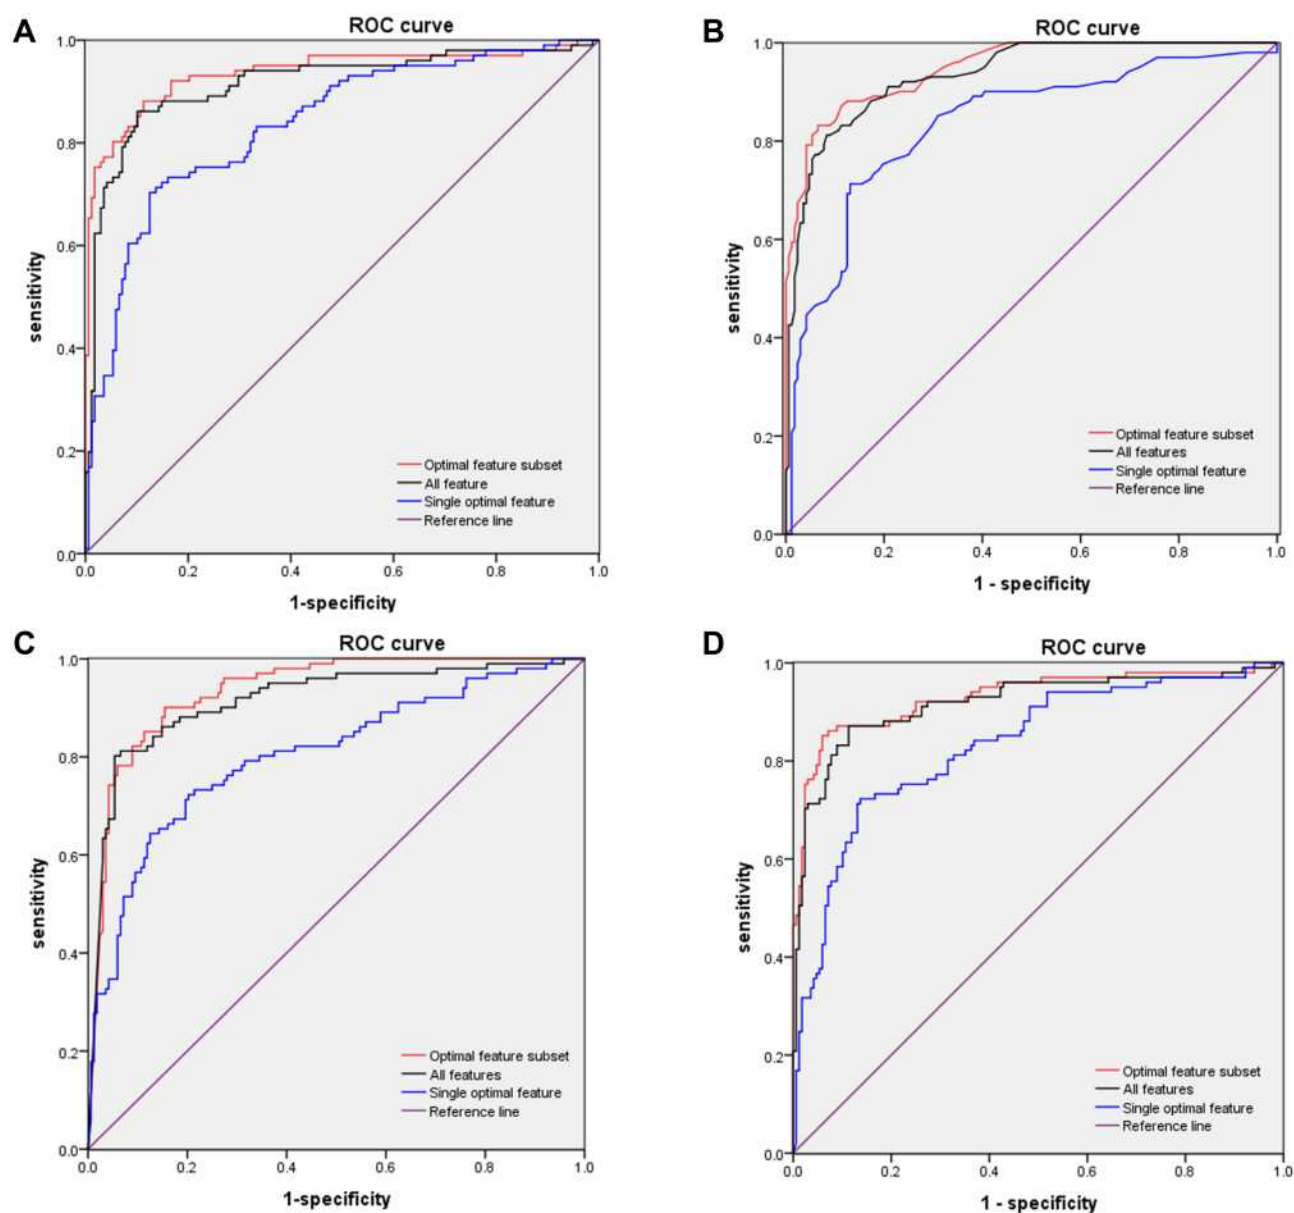 A
ROC curve
1.0
0.8
0.6
0.4
0.2
0.0
sensitivity
Optimal feature subset
All feature
Single optimal feature
Reference line
0.0 0.2 0.4 0.6 0.8 1.0
1-specificity
B
ROC curve
1.0
0.8
0.6
0.4
0.2
0.0
sensitivity
Optimal feature subset
All features
Single optimal feature
Reference line
0.0 0.2 0.4 0.6 0.8 1.0
1 - specificity
C
ROC curve
1.0
0.8
0.6
0.4
0.2
0.0
sensitivity
Optimal feature subset
All features
Single optimal feature
Reference line
0.0 0.2 0.4 0.6 0.8 1.0
1-specificity
D
ROC curve
1.0
0.8
0.6
0.4
0.2
0.0
sensitivity
Optimal feature subset
All features
Single optimal feature
Reference line
0.0 0.2 0.4 0.6 0.8 1.0
1 - specificity